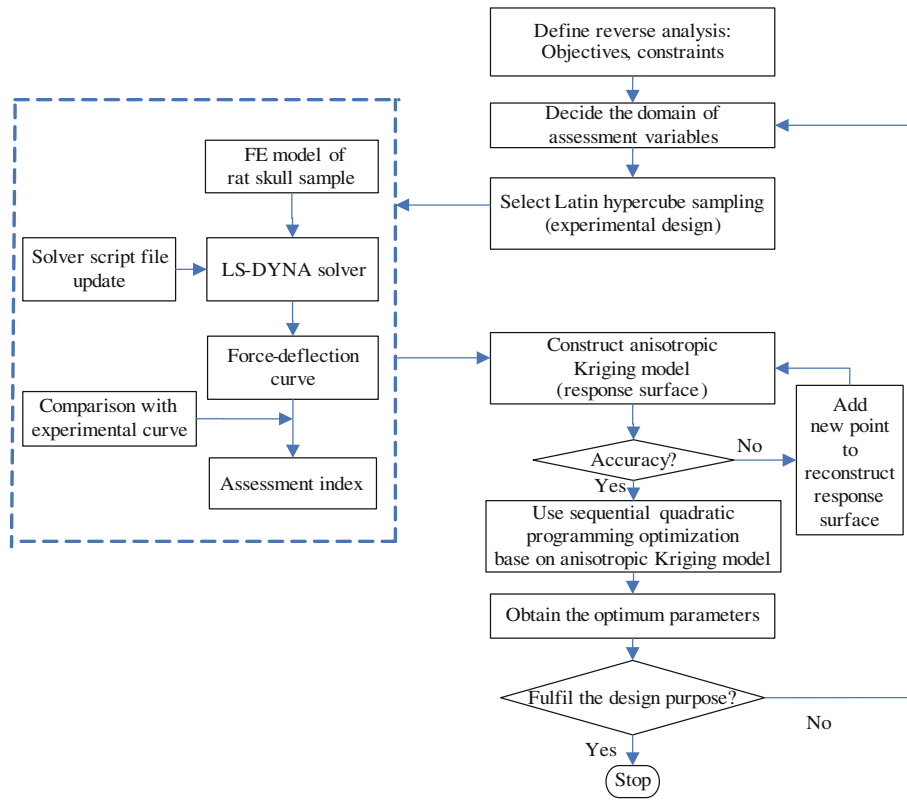 Define reverse analysis:
Objectives, constraints
Decide the domain of
assessment variables
Select Latin hypercube sampling
(experimental design)
FE model of
rat skull sample
Solver script file
update
LS-DYNA solver
Force-deflection
curve
Comparison with
experimental curve
Assessment index
Construct anisotropic
Kriging model
(response surface)
Add
new point
to
reconstruct
response
surface
Accuracy?
No
Yes
Use sequential quadratic
programming optimization
base on anisotropic Kriging model
Obtain the optimum parameters
Fulfil the design purpose?
No
Yes
Stop